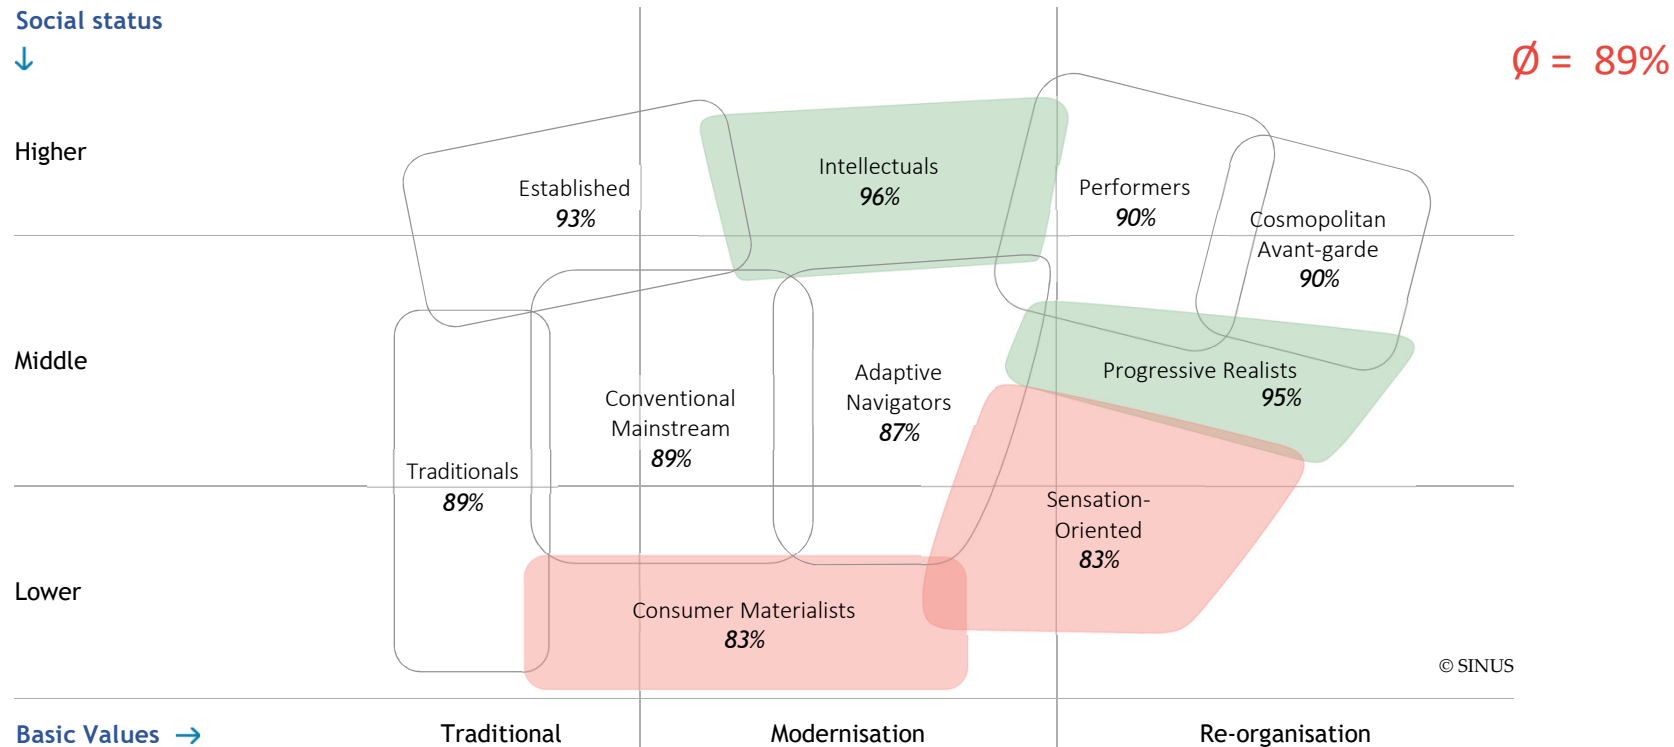 Social status
↓
Ø = 89%
Higher
Established
93%
Intellectuals
96%
Performers
90%
Cosmopolitan
Avant-garde
90%
Middle
Traditionals
89%
Conventional
Mainstream
89%
Adaptive
Navigators
87%
Progressive Realists
95%
Sensation-
Oriented
83%
Lower
Consumer Materialists
83%
© SINUS
Basic Values →
Traditional
Modernisation
Re-organisation